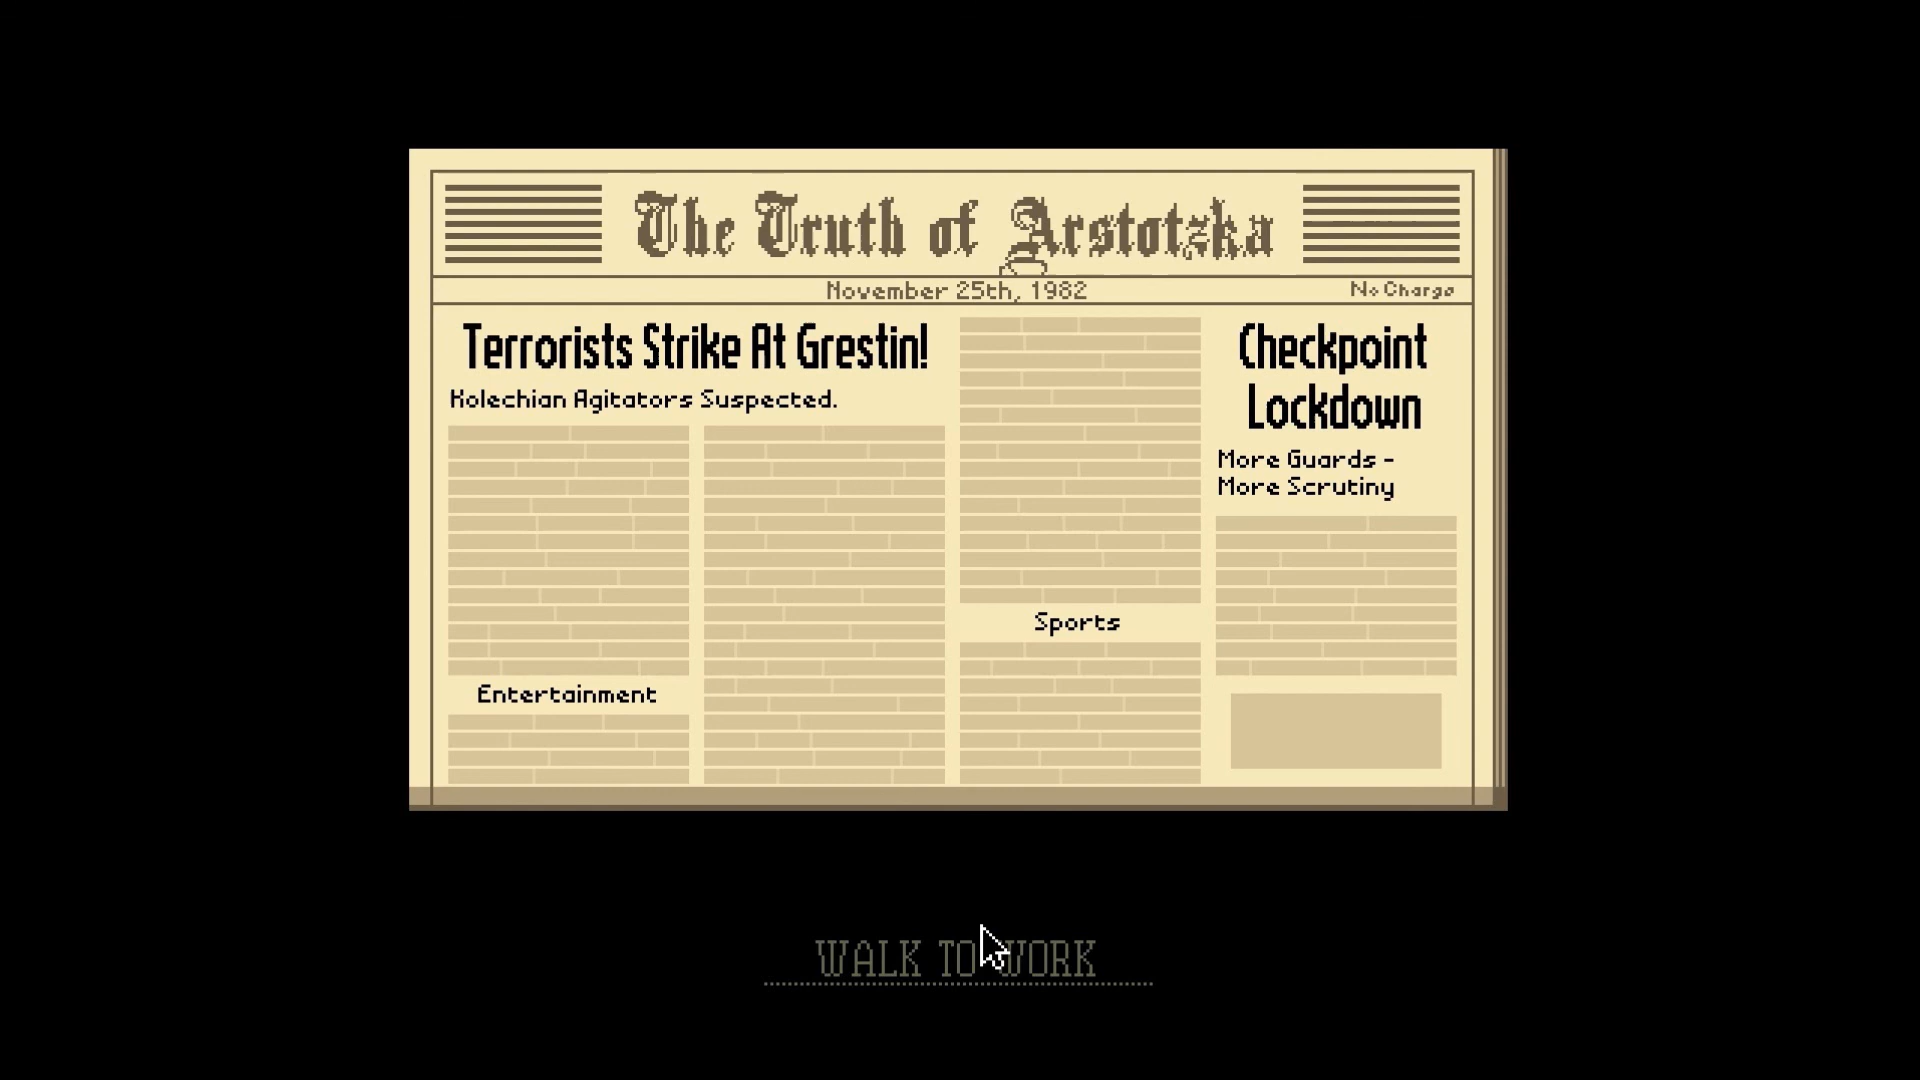 The Truth of Arstotzka
November 25th, 1982
No Charge
Terrorists Strike At Grestin!
Kolechian Agitators Suspected.
Entertainment
Sports
Checkpoint
Lockdown
More Guards -
More Scrutiny
WALK TO WORK